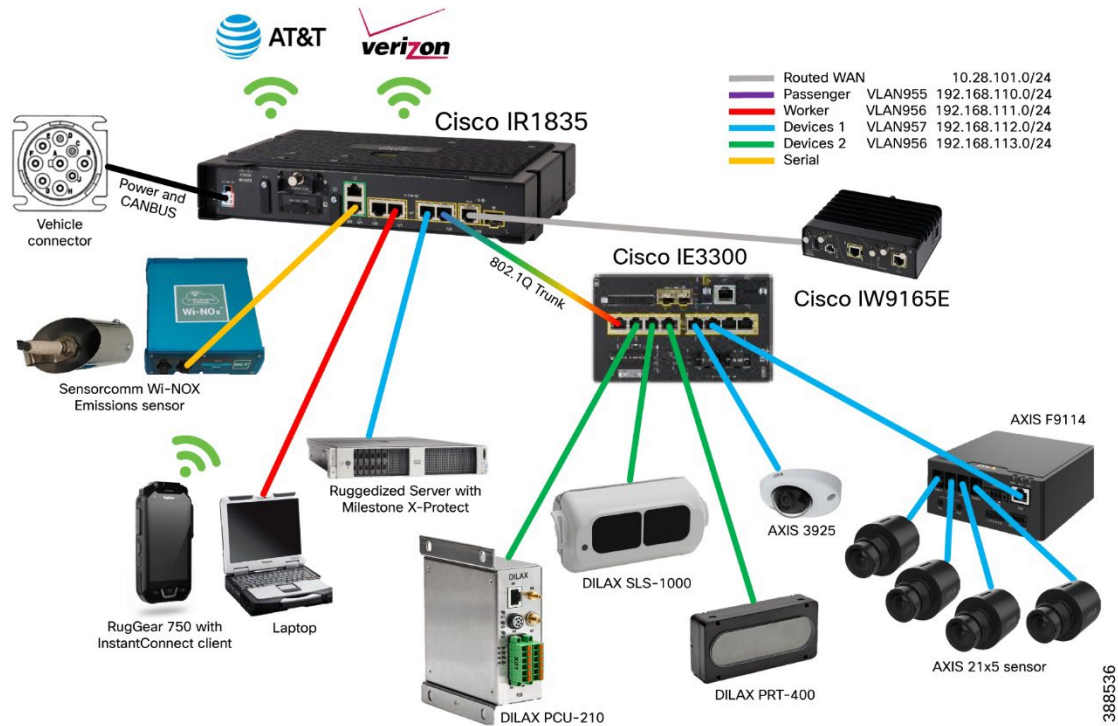 AT&T
verizon
Routed WAN 10.28.101.0/24
Passenger VLAN955 192.168.110.0/24
Worker VLAN956 192.168.111.0/24
Devices 1 VLAN957 192.168.112.0/24
Devices 2 VLAN956 192.168.113.0/24
Serial
Cisco IR1835
Power and
CANBUS
Vehicle
connector
802.1Q Trunk
Cisco IE3300
Cisco IW9165E
Wi-NOx
Sensorcomm Wi-NOX
Emissions sensor
Ruggedized Server with
Milestone X-Protect
AXIS F9114
AXIS 3925
DILAX SLS-1000
DILAX
RugGear 750 with
InstantConnect client
Laptop
AXIS 21x5 sensor
DILAX PRT-400
DILAX PCU-210
388536